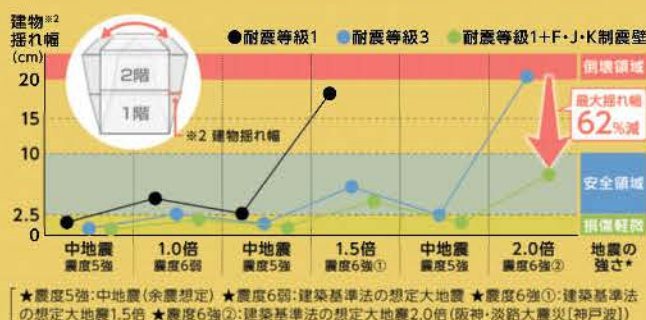 建物※2
揺れ幅
(cm)
●耐震等級1 ●耐震等級3 ●耐震等級1+F・J・K制震壁
2階
1階
※2 建物揺れ幅
20
15
10
2.5
0
倒壊領域
最大揺れ幅
62%減
安全領域
損傷軽微
中地震
震度5強
1.0倍
震度6弱
中地震
震度5強
1.5倍
震度6強①
中地震
震度5強
2.0倍
震度6強②
地震の
強さ★
★震度5強:中地震(余震想定) ★震度6弱:建築基準法の想定大地震 ★震度6強①:建築基準法
の想定大地震1.5倍 ★震度6強②:建築基準法の想定大地震2.0倍(阪神・淡路大震災[神戸波])